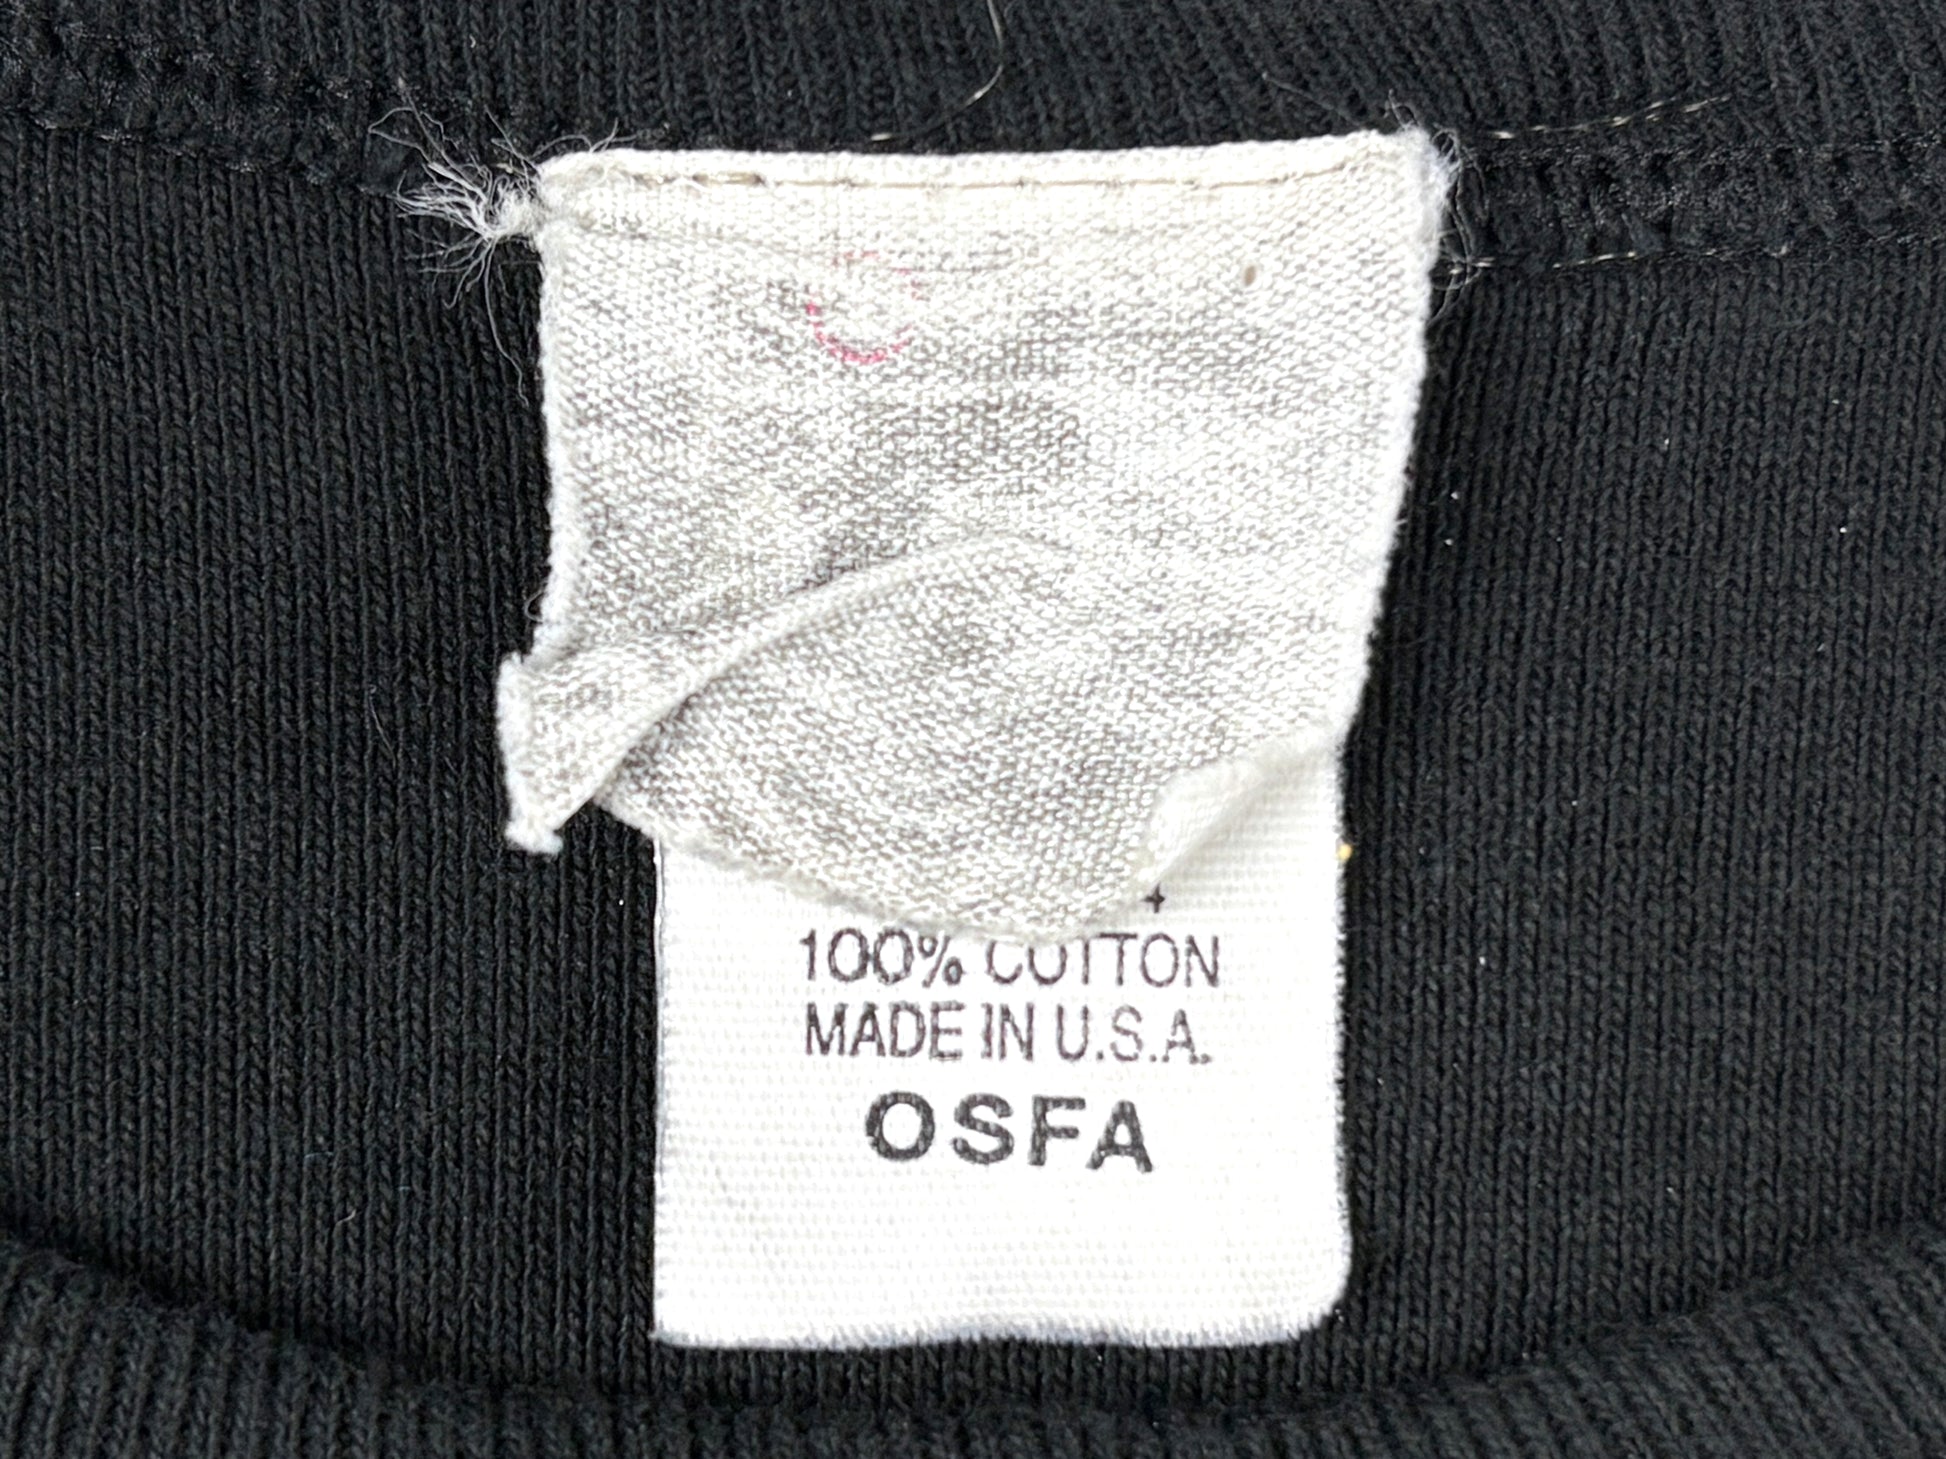 100% COTTON
MADE IN U.S.A.
OSFA